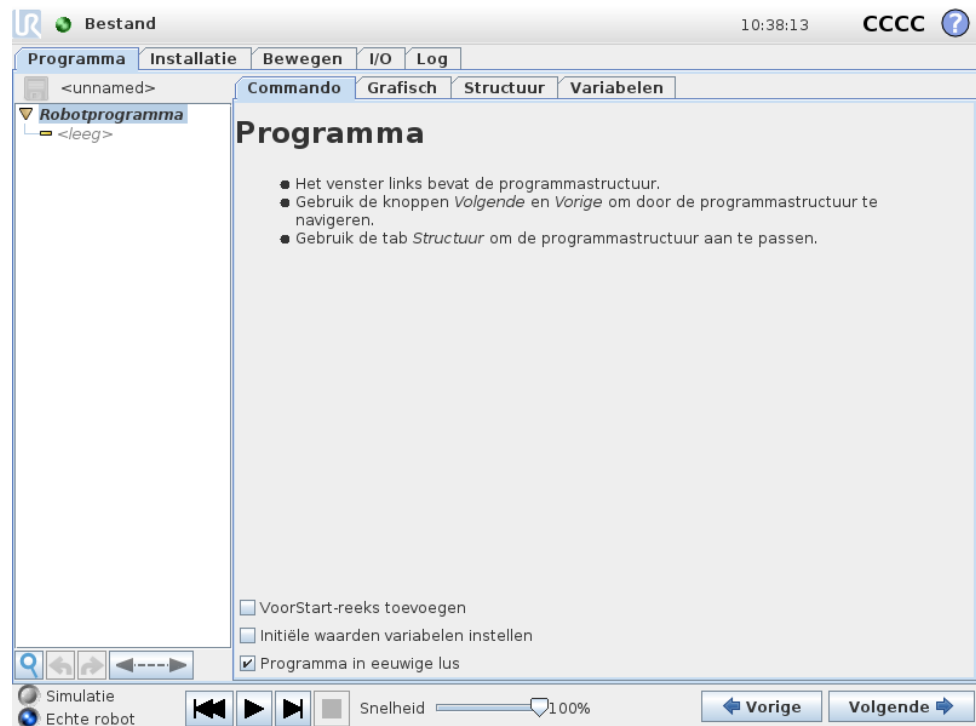 UR Bestand 10:38:13 CCCC ?
Programma Installatie Bewegen I/O Log
<unnamed> Commando Grafisch Structuur Variabelen
Robotprogramma
<leeg>
Programma
Het venster links bevat de programmastructuur.
Gebruik de knoppen Volgende en Vorige om door de programmastructuur te
navigeren.
Gebruik de tab Structuur om de programmastructuur aan te passen.
VoorStart-reeks toevoegen
Initiële waarden variabelen instellen
Programma in eeuwige lus
Simulatie
Echte robot
Snelheid 100%
Vorige Volgende